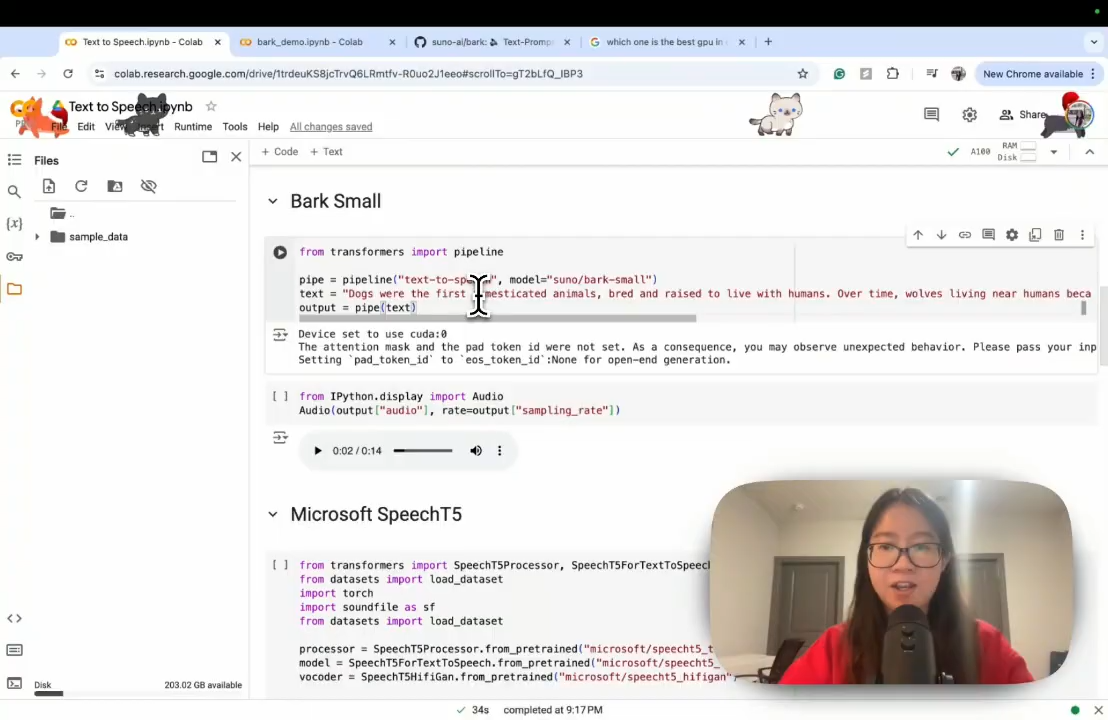 Text to Speech.ipynb - Colab
bark_demo.ipynb - Colab
suno-ai/bark: Text-Promp
which one is the best gpu in c
colab.research.google.com/drive/1trdeuKS8jcTrvQ6LRmtfv-R0uo2J1eeo#scrollTo=gT2bLfQ_IBP3
New Chrome available
Text to Speech.ipynb
File Edit View Insert Runtime Tools Help All changes saved
Share
Files
+ Code + Text
A100
RAM
Disk
..
sample_data
Bark Small
from transformers import pipeline
pipe = pipeline("text-to-sp", model="suno/bark-small")
text = "Dogs were the first mesticated animals, bred and raised to live with humans. Over time, wolves living near humans beca
output = pipe(text)
Device set to use cuda:0
The attention mask and the pad token id were not set. As a consequence, you may observe unexpected behavior. Please pass your inp
Setting `pad_token_id` to `eos_token_id`:None for open-end generation.
[ ] from IPython.display import Audio
Audio(output["audio"], rate=output["sampling_rate"])
0:02 / 0:14
Microsoft SpeechT5
[ ] from transformers import SpeechT5Processor, SpeechT5ForTextToSpeech
from datasets import load_dataset
import torch
import soundfile as sf
from datasets import load_dataset
processor = SpeechT5Processor.from_pretrained("microsoft/speecht5_t
model = SpeechT5ForTextToSpeech.from_pretrained("microsoft/speecht5_
vocoder = SpeechT5HifiGan.from_pretrained("microsoft/speecht5_hifigan"
Disk
203.02 GB available
34s completed at 9:17PM